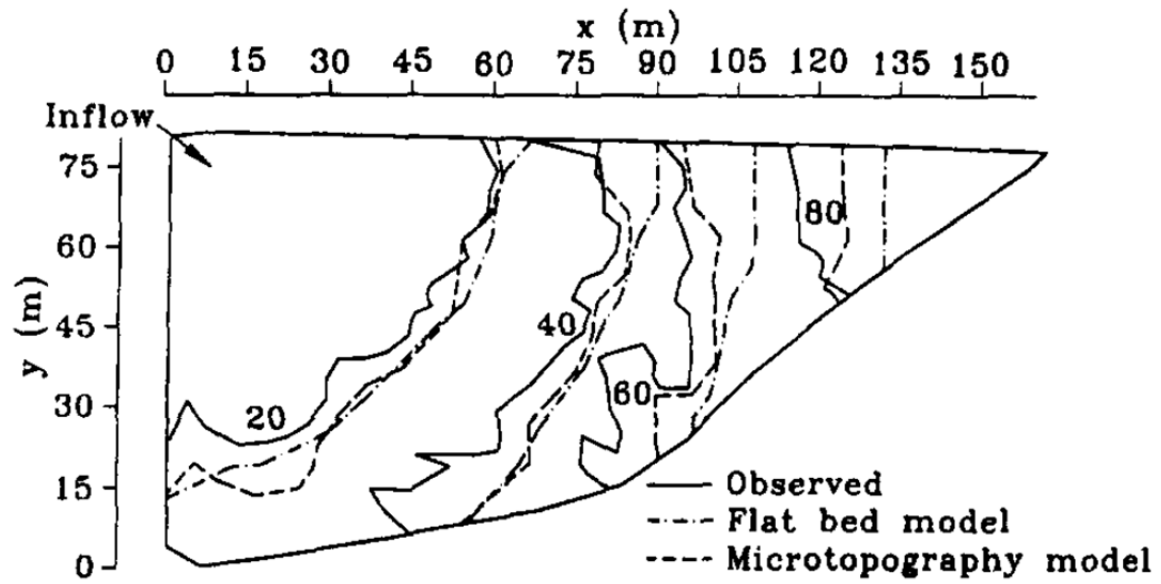 x (m)
0 15 30 45 60 75 90 105 120 135 150
Inflow
75
60
45
30
15
0
y (m)
80
40
60
20
Observed
Flat bed model
Microtopography model